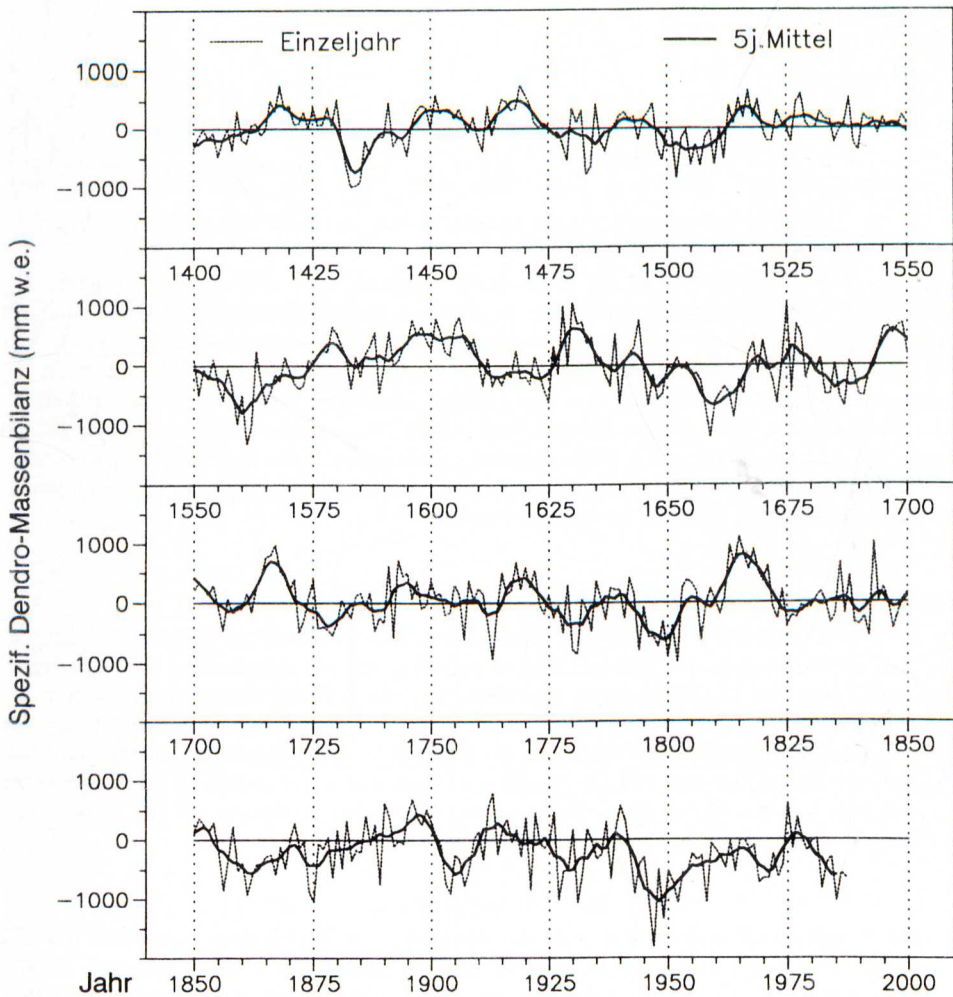 Einzeljahr 5j.Mittel
1000
0
−1000
1400 1425 1450 1475 1500 1525 1550
1000
0
−1000
1550 1575 1600 1625 1650 1675 1700
1000
0
−1000
1700 1725 1750 1775 1800 1825 1850
1000
0
−1000
Jahr 1850 1875 1900 1925 1950 1975 2000
Spezif. Dendro-Massenbilanz (mm w.e.)